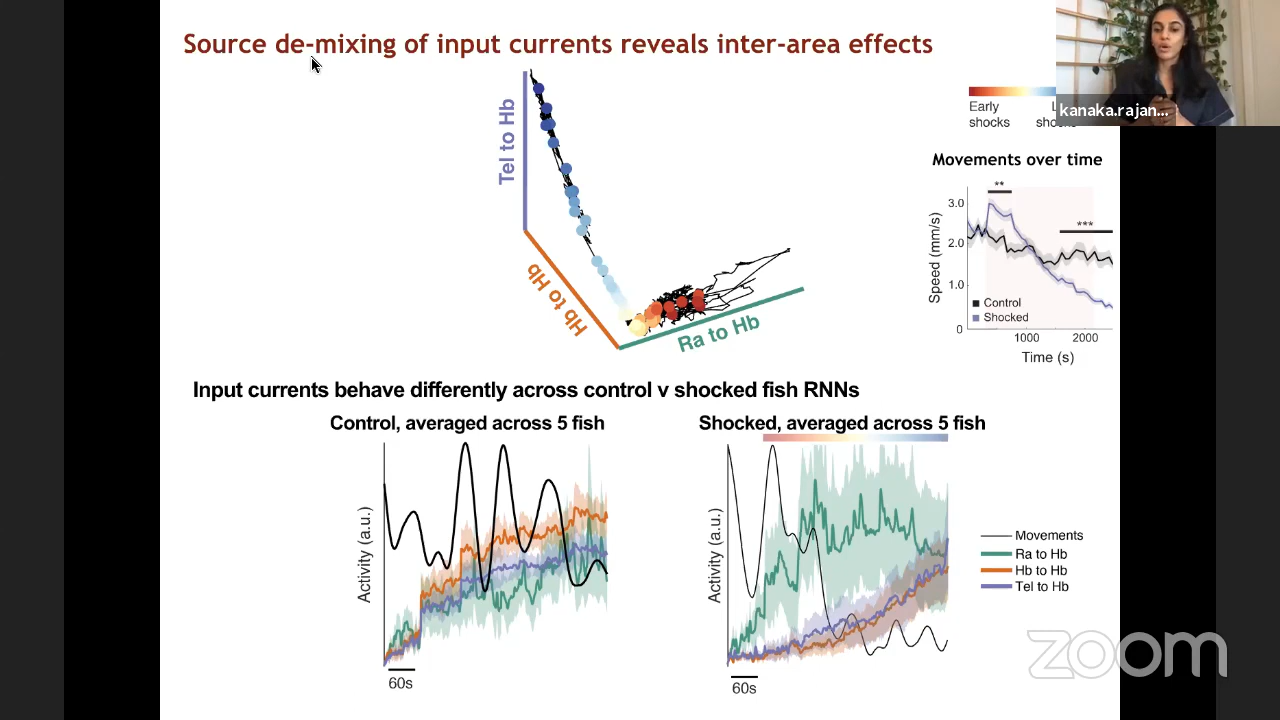 Source de-mixing of input currents reveals inter-area effects
kanaka.rajan...
Early
shocks
Tel to Hb
Hb to Hb
Ra to Hb
Movements over time
**
***
Speed (mm/s)
3.0
2.0
1.0
0
Control
Shocked
1000
2000
Time (s)
Input currents behave differently across control v shocked fish RNNs
Control, averaged across 5 fish
Activity (a.u.)
60s
Shocked, averaged across 5 fish
Activity (a.u.)
60s
Movements
Ra to Hb
Hb to Hb
Tel to Hb
zoom